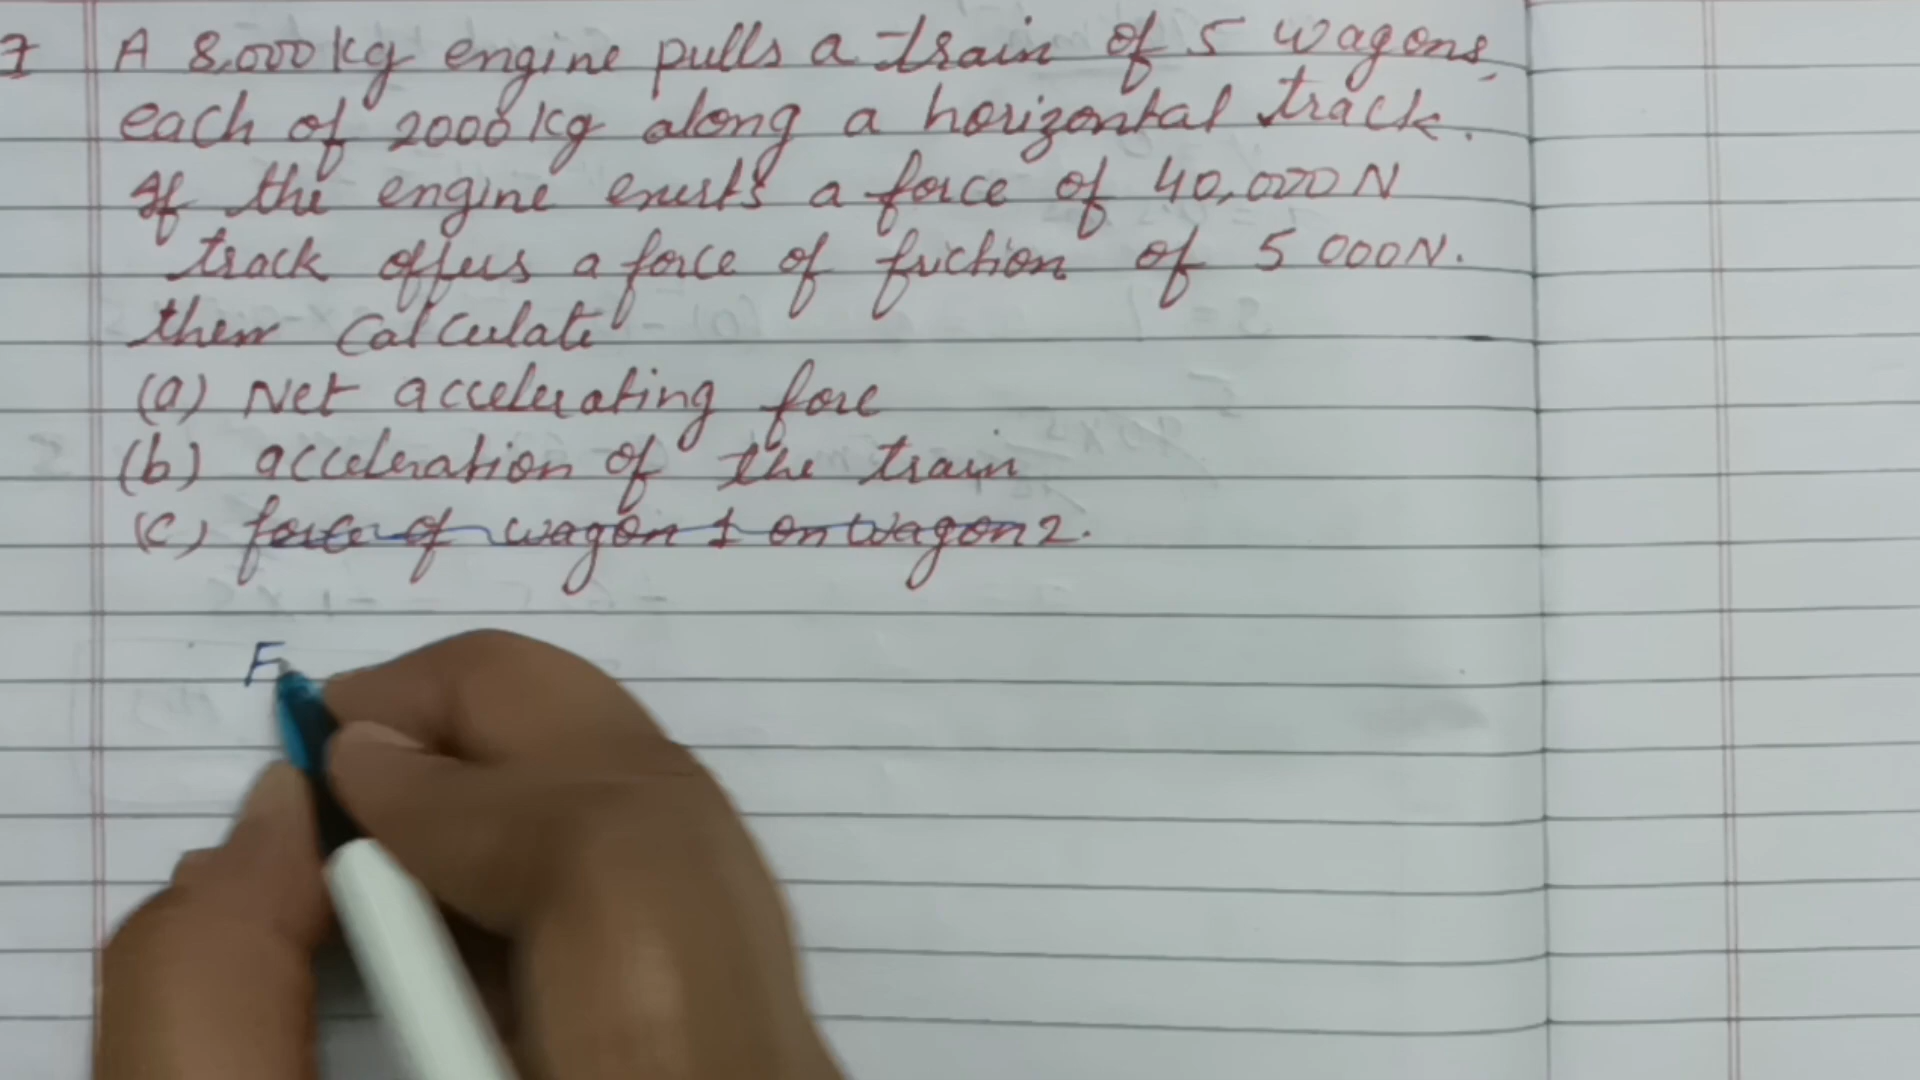 7 A 8,000 kg engine pulls a train of 5 wagons,
each of 2000 kg along a horizontal track.
If the engine exerts a force of 40,000 N
track offers a force of friction of 5000N.
then calculate
(a) Net accelerating forc
(b) acceleration of the train
(c) force of wagon 1 on wagon 2.
F